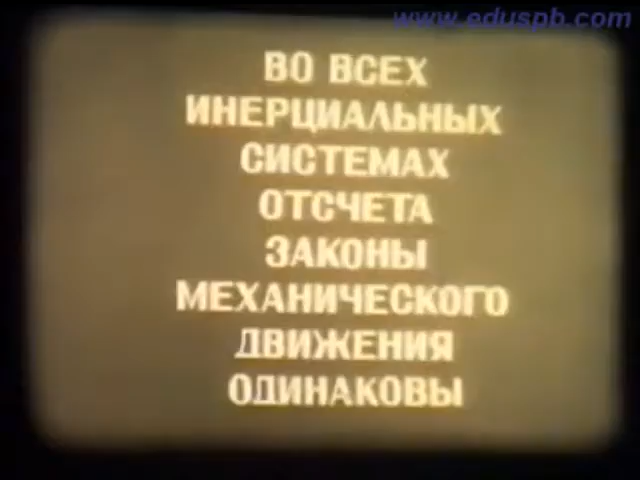 www.eduspb.com
ВО ВСЕХ
ИНЕРЦИАЛЬНЫХ
СИСТЕМАХ
ОТСЧЕТА
ЗАКОНЫ
МЕХАНИЧЕСКОГО
ДВИЖЕНИЯ
ОДИНАКОВЫ